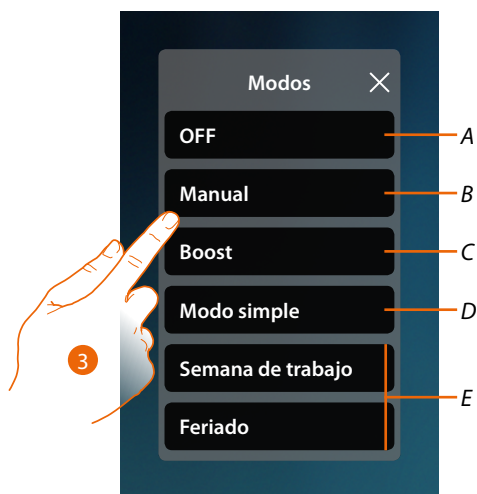 Modos
OFF
A
Manual
B
Boost
C
Modo simple
D
3
Semana de trabajo
E
Feriado